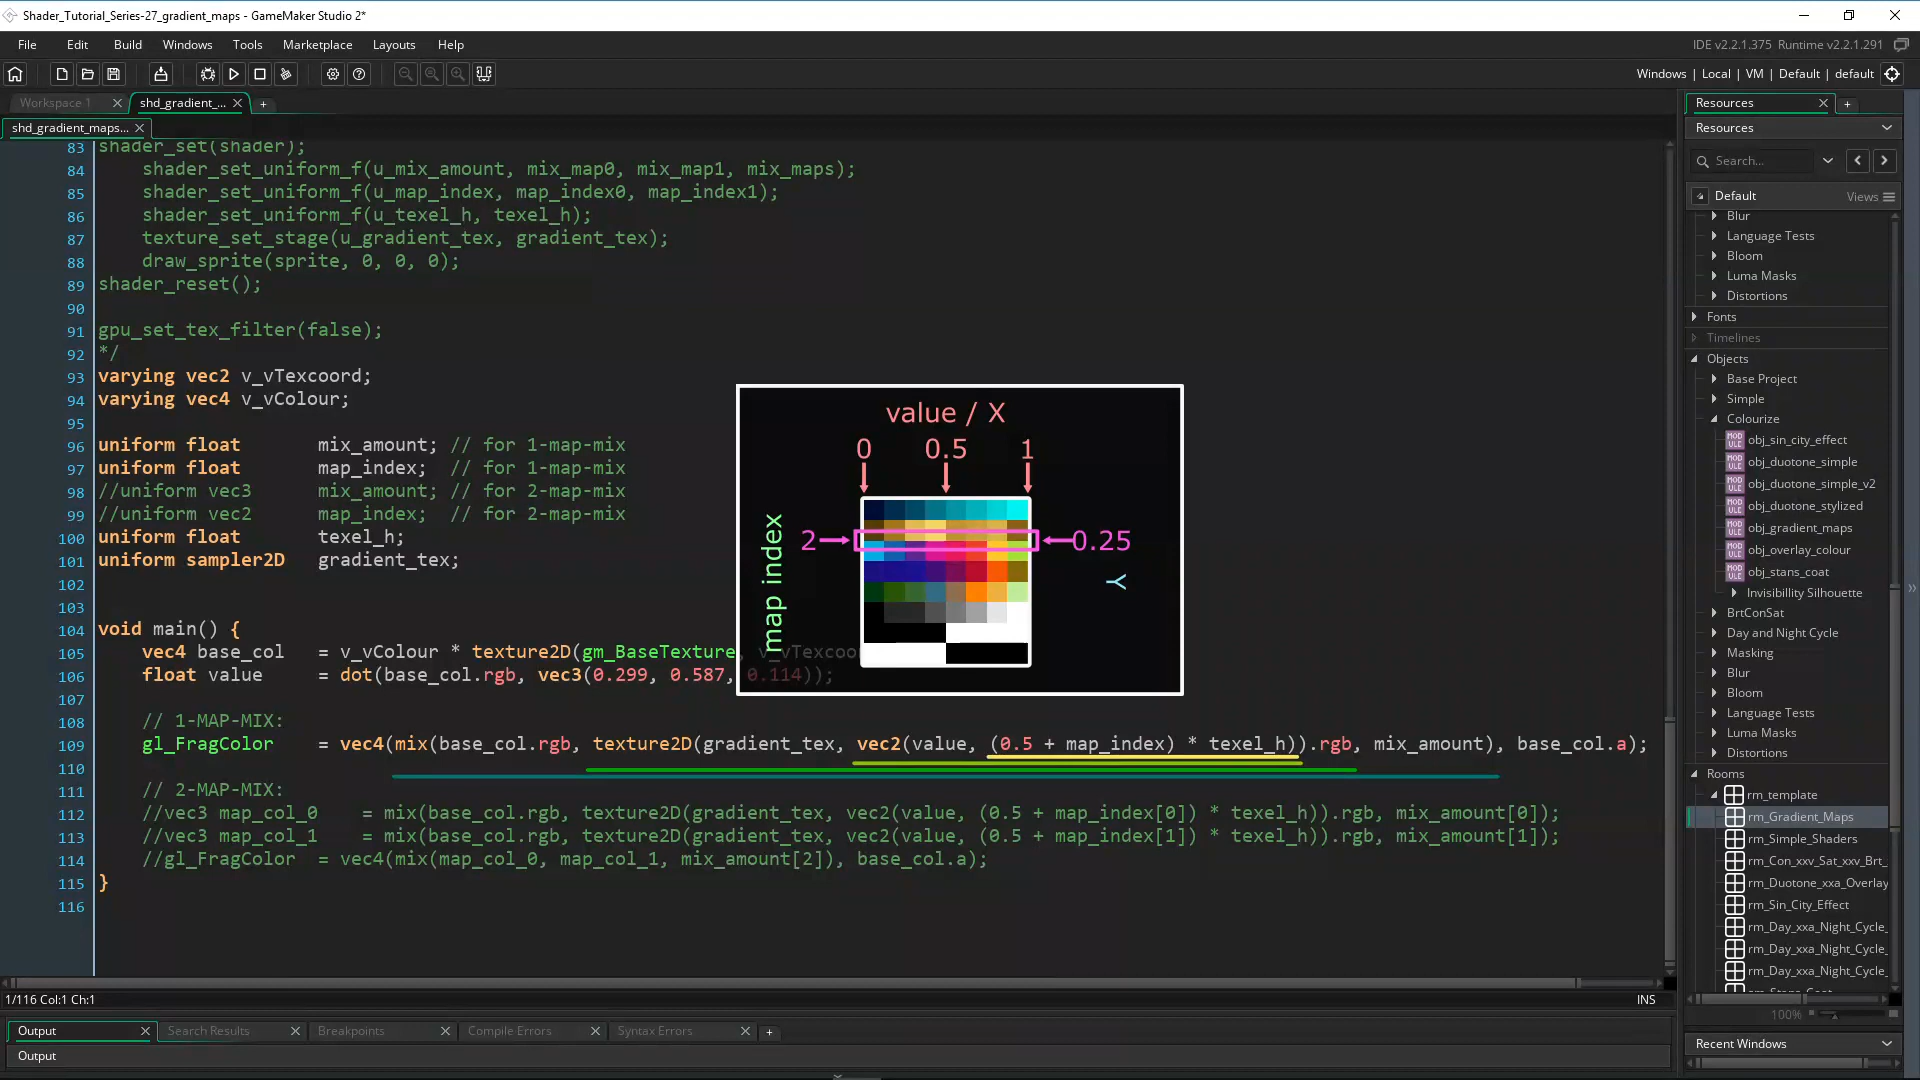 Shader_Tutorial_Series-27_gradient_maps - GameMaker Studio 2*
File Edit Build Windows Tools Marketplace Layouts Help
IDE v2.2.1.375 Runtime v2.2.1.291
Windows | Local | VM | Default | default
Workspace 1
shd_gradient_...
shd_gradient_maps...
83 shader_set(shader);
84 shader_set_uniform_f(u_mix_amount, mix_map0, mix_map1, mix_maps);
85 shader_set_uniform_f(u_map_index, map_index0, map_index1);
86 shader_set_uniform_f(u_texel_h, texel_h);
87 texture_set_stage(u_gradient_tex, gradient_tex);
88 draw_sprite(sprite, 0, 0, 0);
89 shader_reset();
90
91 gpu_set_tex_filter(false);
92 */
93 varying vec2 v_vTexcoord;
94 varying vec4 v_vColour;
95
96 uniform float mix_amount; // for 1-map-mix
97 uniform float map_index; // for 1-map-mix
98 //uniform vec3 mix_amount; // for 2-map-mix
99 //uniform vec2 map_index; // for 2-map-mix
100 uniform float texel_h;
101 uniform sampler2D gradient_tex;
102
103
104 void main() {
105 vec4 base_col = v_vColour * texture2D(gm_BaseTexture, v_vTexcoo
106 float value = dot(base_col.rgb, vec3(0.299, 0.587, 0.114));
107
108 // 1-MAP-MIX:
109 gl_FragColor = vec4(mix(base_col.rgb, texture2D(gradient_tex, vec2(value, (0.5 + map_index) * texel_h)).rgb, mix_amount), base_col.a);
110
111 // 2-MAP-MIX:
112 //vec3 map_col_0 = mix(base_col.rgb, texture2D(gradient_tex, vec2(value, (0.5 + map_index[0]) * texel_h)).rgb, mix_amount[0]);
113 //vec3 map_col_1 = mix(base_col.rgb, texture2D(gradient_tex, vec2(value, (0.5 + map_index[1]) * texel_h)).rgb, mix_amount[1]);
114 //gl_FragColor = vec4(mix(map_col_0, map_col_1, mix_amount[2]), base_col.a);
115 }
116
value / X
0 0.5 1
map index
2
0.25
Y
1/116 Col:1 Ch:1
INS
Output
Search Results
Breakpoints
Compile Errors
Syntax Errors
Output
Resources
Resources
Search...
Default
Views
Blur
Language Tests
Bloom
Luma Masks
Distortions
Fonts
Timelines
Objects
Base Project
Simple
Colourize
obj_sin_city_effect
obj_duotone_simple
obj_duotone_simple_v2
obj_duotone_stylized
obj_gradient_maps
obj_overlay_colour
obj_stans_coat
Invisibillity Silhouette
BrtConSat
Day and Night Cycle
Masking
Blur
Bloom
Language Tests
Luma Masks
Distortions
Rooms
rm_template
rm_Gradient_Maps
rm_Simple_Shaders
rm_Con_xxv_Sat_xxv_Brt_
rm_Duotone_xxa_Overlay
rm_Sin_City_Effect
rm_Day_xxa_Night_Cycle_
rm_Day_xxa_Night_Cycle_
rm_Day_xxa_Night_Cycle_
100%
Recent Windows